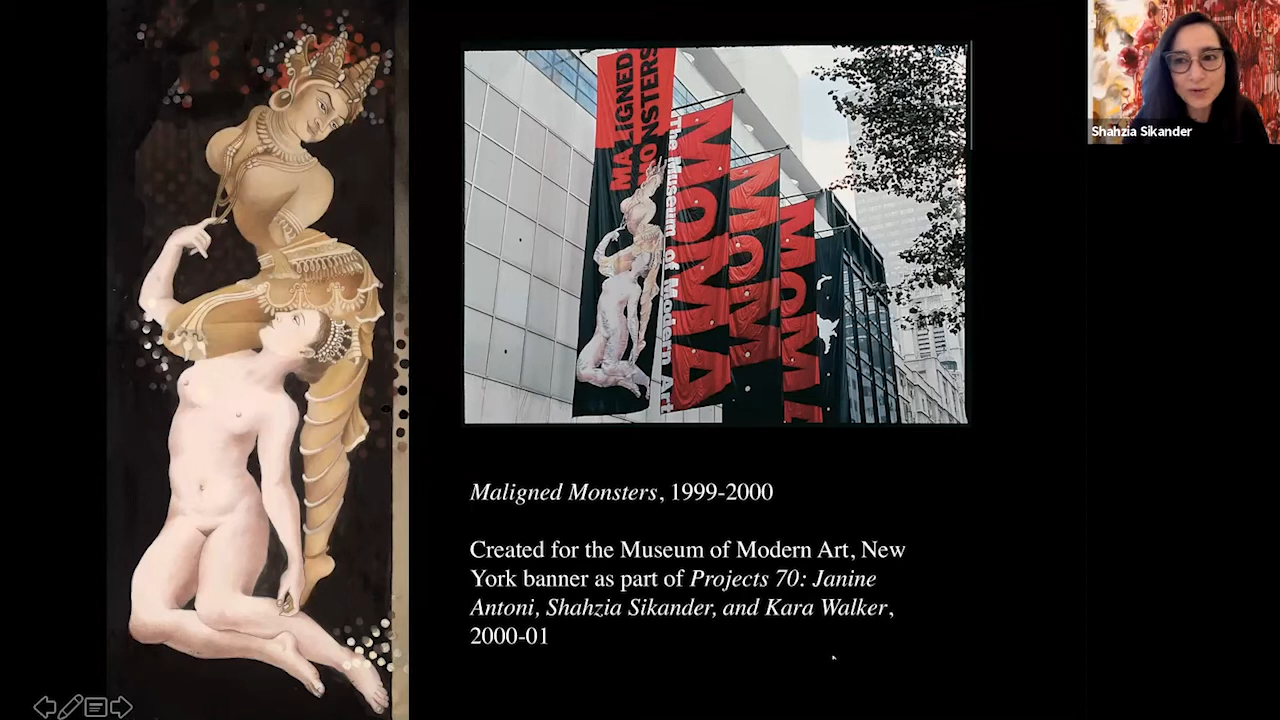 MALIGNED
MONSTERS
The Museum of Modern Art
MOMA
MOMA
MOMA
Shahzia Sikander
Maligned Monsters, 1999-2000
Created for the Museum of Modern Art, New
York banner as part of Projects 70: Janine
Antoni, Shahzia Sikander, and Kara Walker,
2000-01